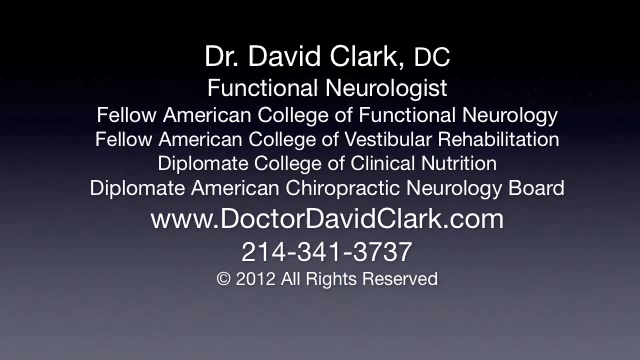 Dr. David Clark, DC
Functional Neurologist
Fellow American College of Functional Neurology
Fellow American College of Vestibular Rehabilitation
Diplomate College of Clinical Nutrition
Diplomate American Chiropractic Neurology Board
www.DoctorDavidClark.com
214-341-3737
© 2012 All Rights Reserved